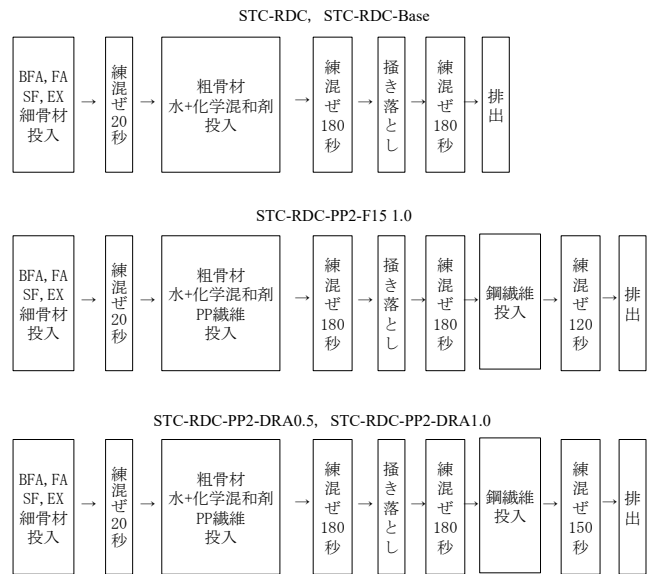 STC-RDC, STC-RDC-Base
BFA, FA
SF, EX
細骨材
投入
→
練混ぜ20秒
→
粗骨材
水+化学混和剤
投入
→
練混ぜ180秒
→
掻き落とし
→
練混ぜ180秒
→
排出
STC-RDC-PP2-F15 1.0
BFA, FA
SF, EX
細骨材
投入
→
練混ぜ20秒
→
粗骨材
水+化学混和剤
PP繊維
投入
→
練混ぜ180秒
→
掻き落とし
→
練混ぜ180秒
→
鋼繊維
投入
→
練混ぜ120秒
→
排出
STC-RDC-PP2-DRA0.5, STC-RDC-PP2-DRA1.0
BFA, FA
SF, EX
細骨材
投入
→
練混ぜ20秒
→
粗骨材
水+化学混和剤
PP繊維
投入
→
練混ぜ180秒
→
掻き落とし
→
練混ぜ180秒
→
鋼繊維
投入
→
練混ぜ150秒
→
排出